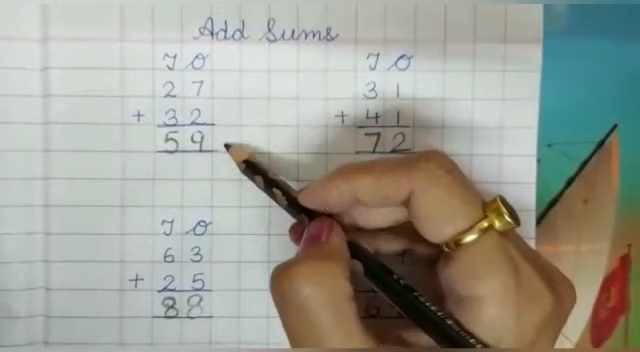 Add Sums
T O
2 7
+ 3 2
5 9
T O
3 1
+ 4 1
7 2
T O
6 3
+ 2 5
8 8